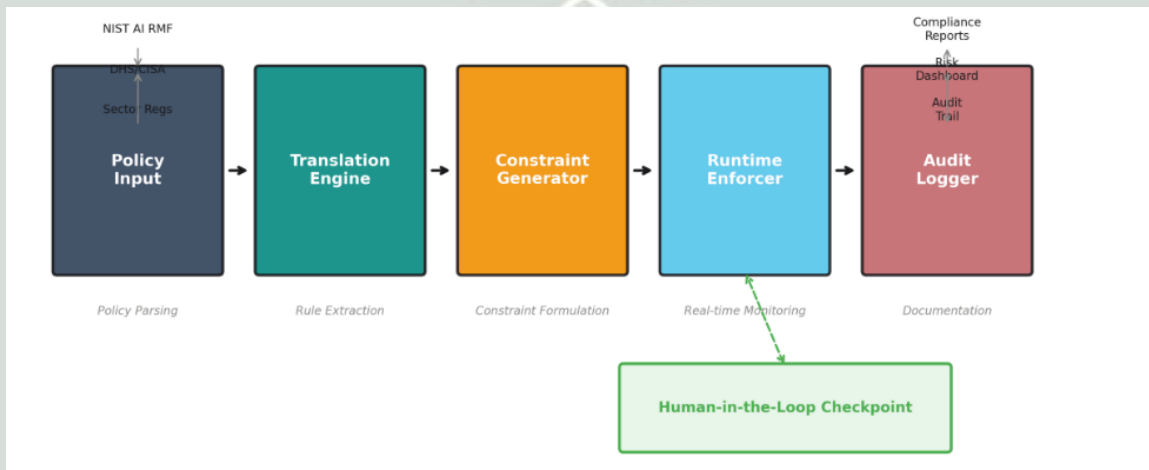 NIST AI RMF
DHS/CISA
Sector Regs
Compliance
Reports
Risk
Dashboard
Audit
Trail
Policy
Input
Translation
Engine
Constraint
Generator
Runtime
Enforcer
Audit
Logger
Policy Parsing
Rule Extraction
Constraint Formulation
Real-time Monitoring
Documentation
Human-in-the-Loop Checkpoint